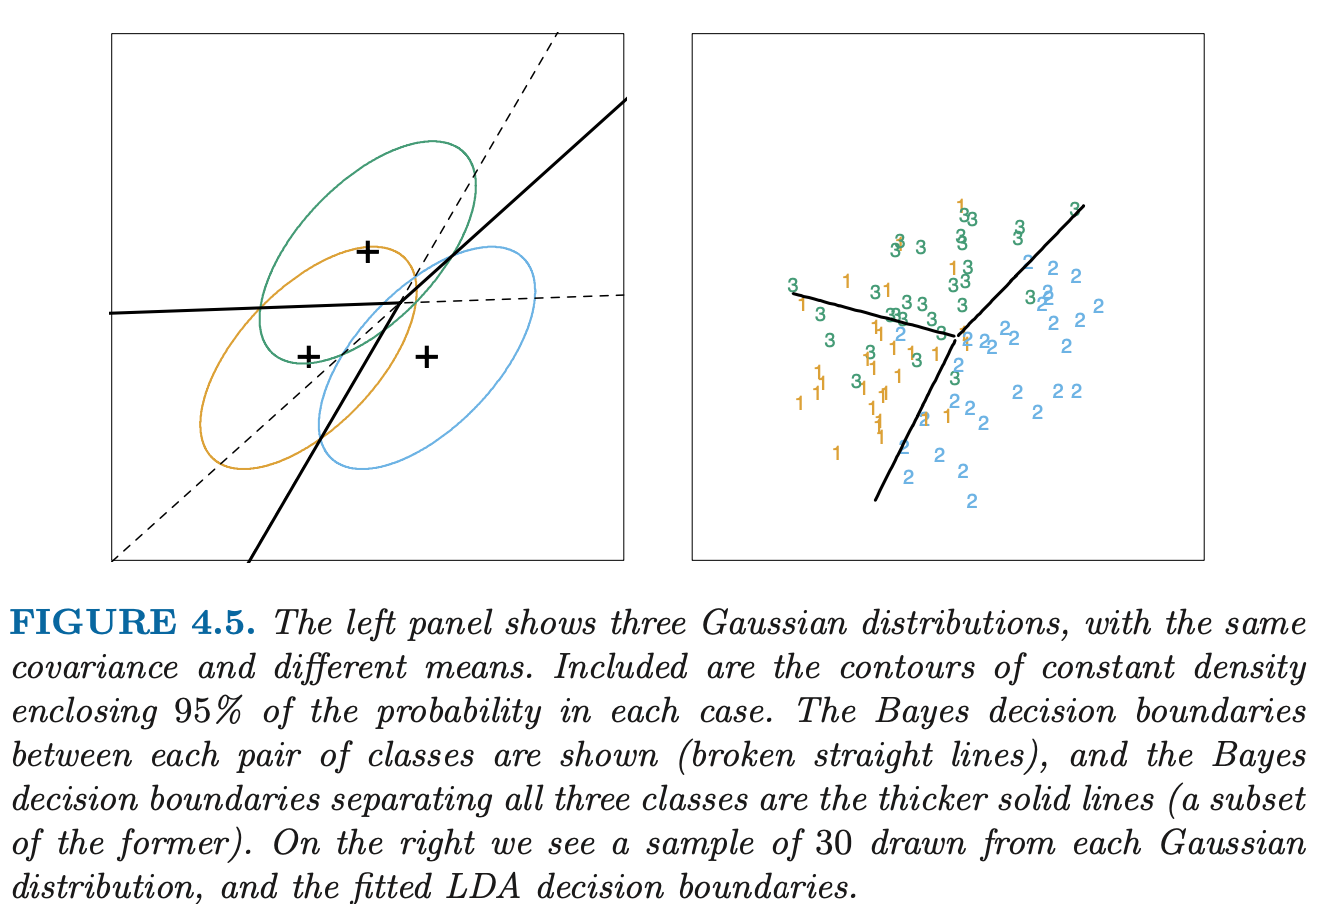 FIGURE 4.5. The left panel shows three Gaussian distributions, with the same
covariance and different means. Included are the contours of constant density
enclosing 95% of the probability in each case. The Bayes decision boundaries
between each pair of classes are shown (broken straight lines), and the Bayes
decision boundaries separating all three classes are the thicker solid lines (a subset
of the former). On the right we see a sample of 30 drawn from each Gaussian
distribution, and the fitted LDA decision boundaries.